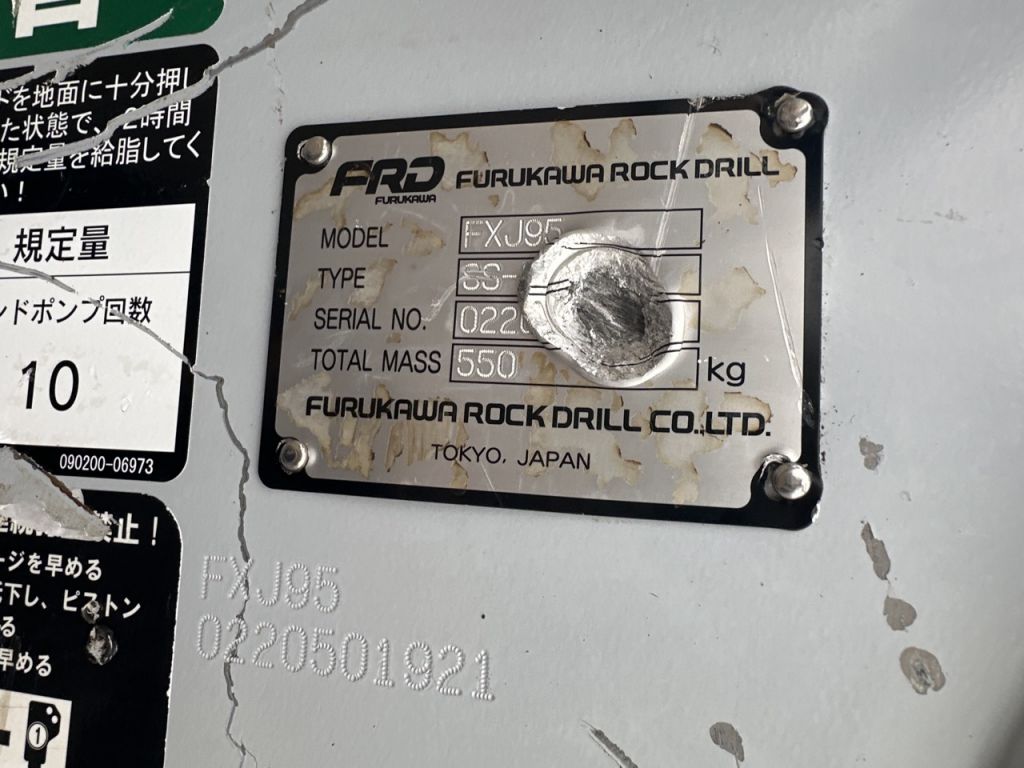 を地面に十分押し
た状態で、2時間
規定量を給脂してく
い！
規定量
ンドポンプ回数
10
090200-06973
禁止！
ージを早める
下し、ピストン
る
早める
1
FRD FURUKAWA ROCK DRILL
FURUKAWA
MODEL FXJ95
TYPE SS-
SERIAL NO. 022
TOTAL MASS 550 kg
FURUKAWA ROCK DRILL CO.,LTD.
TOKYO, JAPAN
FXJ95
0220501921